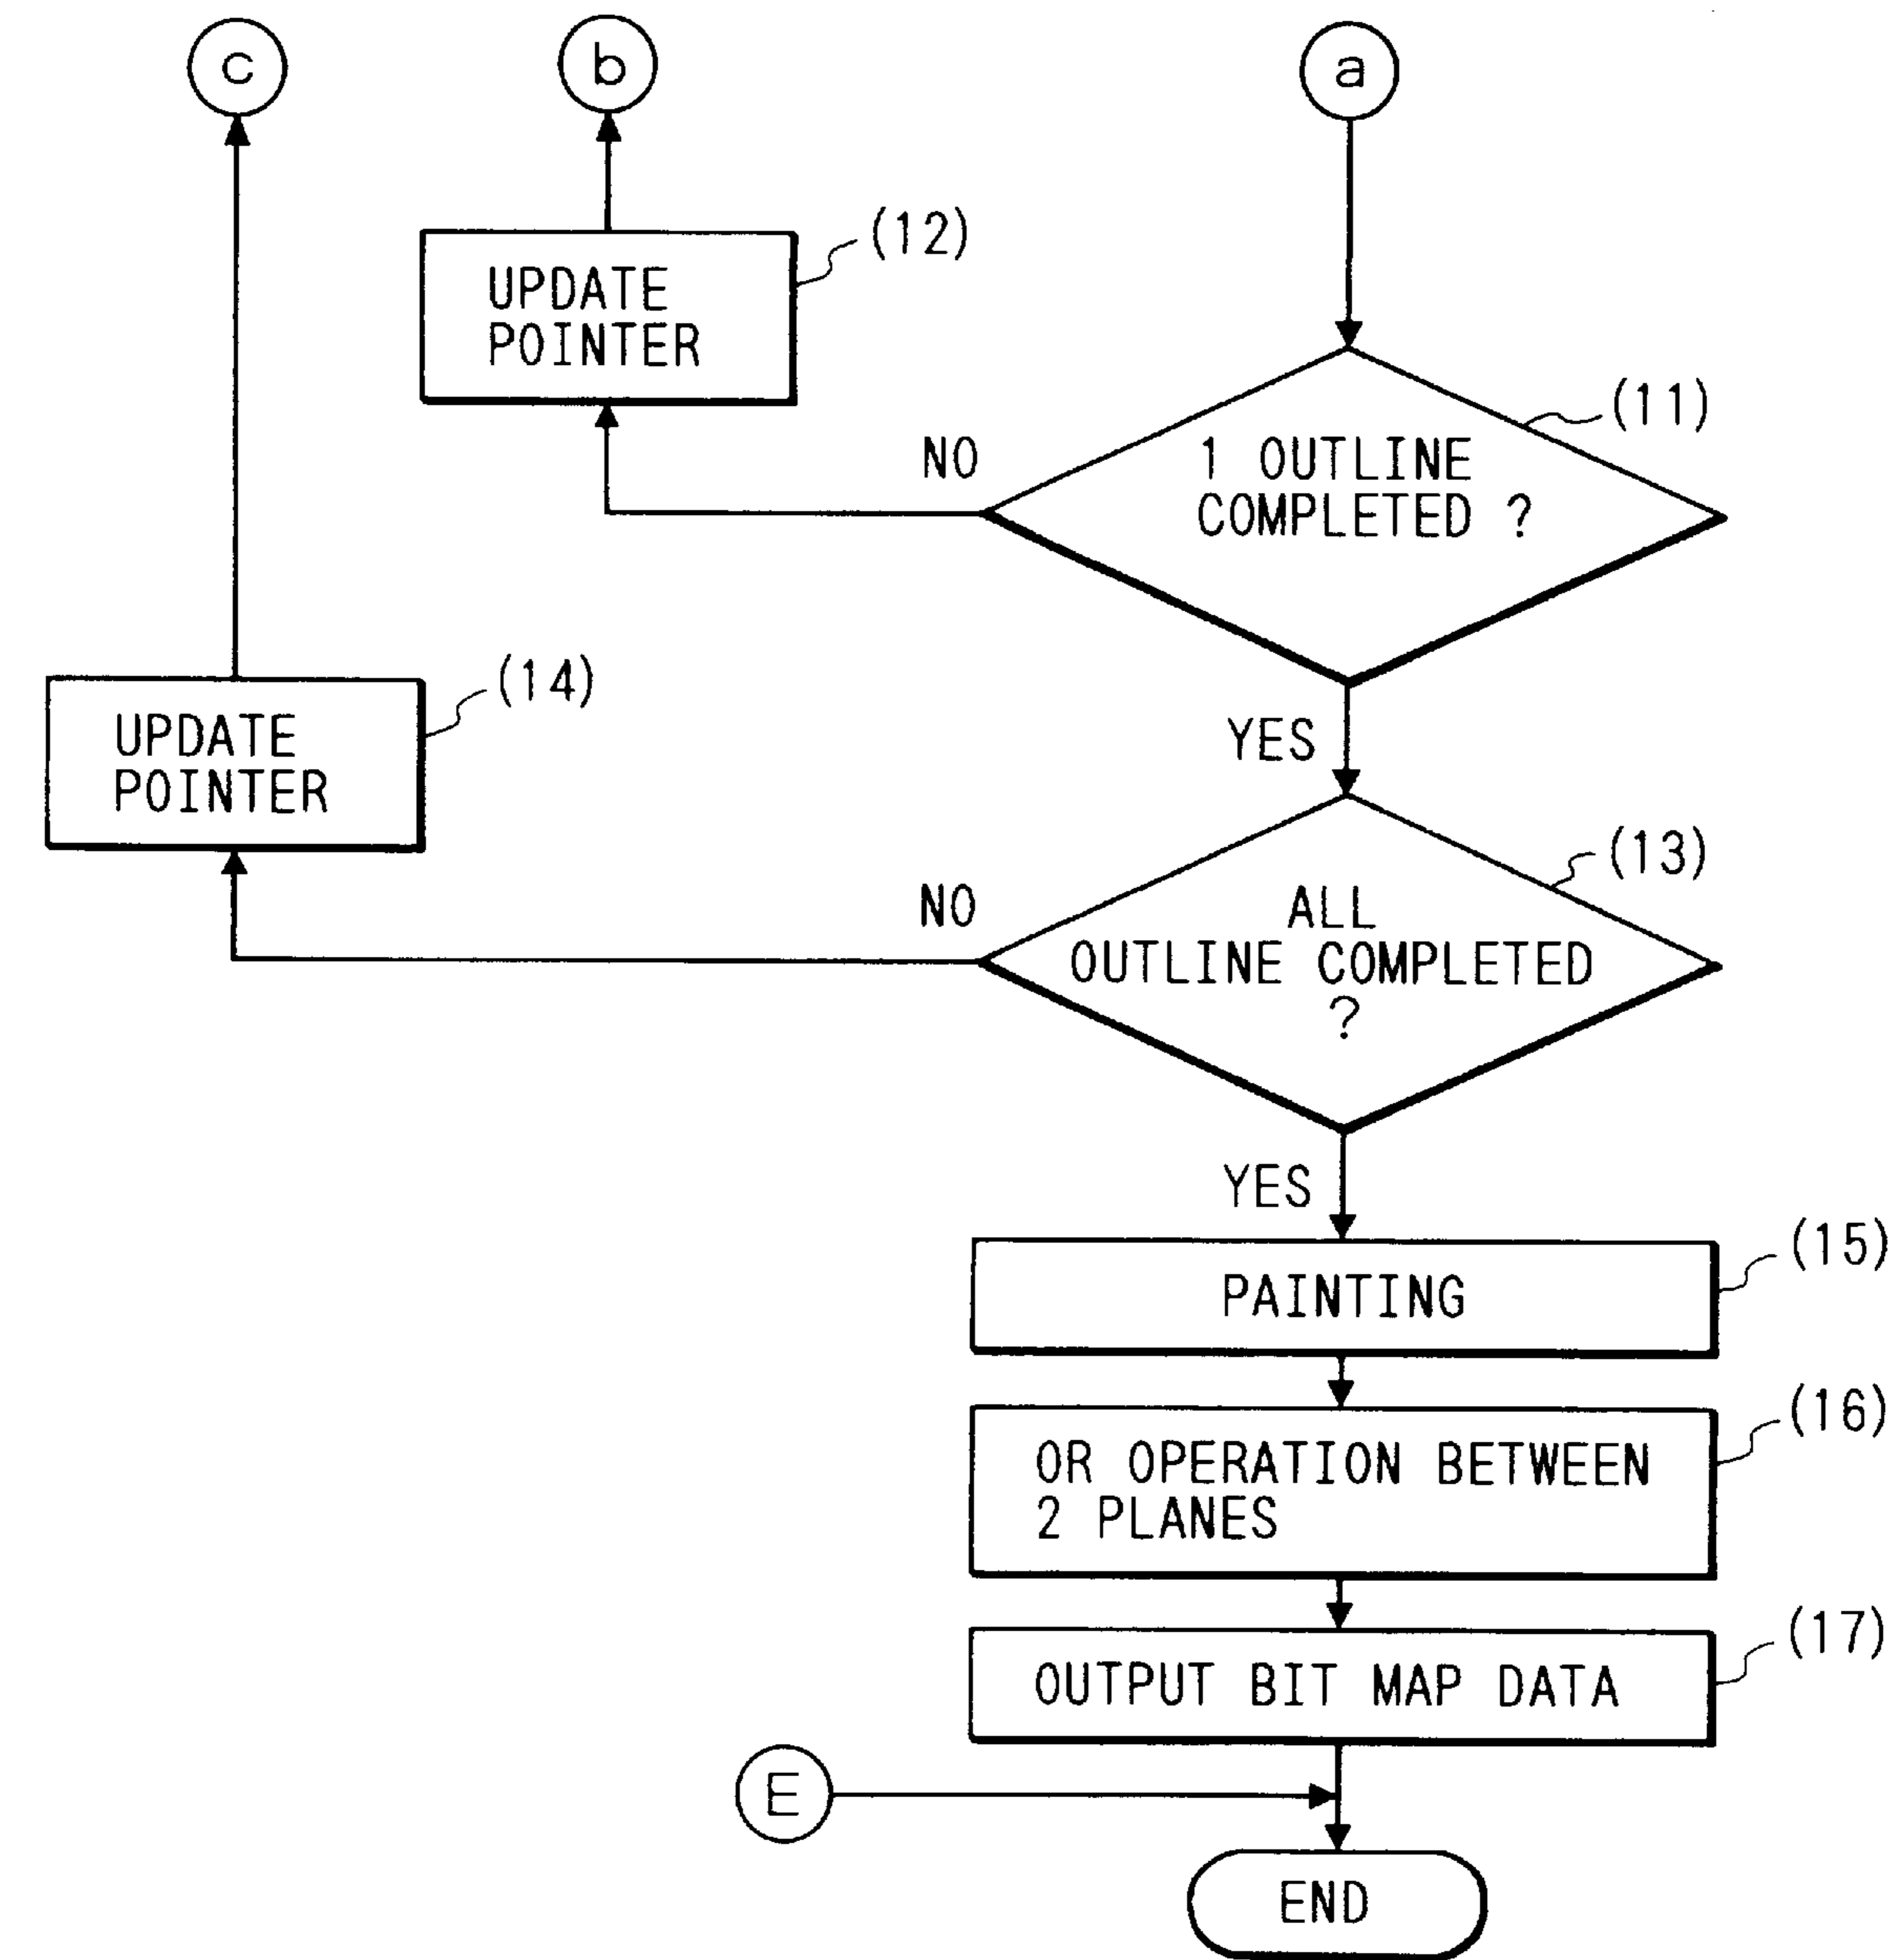 c
b
a
(12)
UPDATE
POINTER
(11)
NO
1 OUTLINE
COMPLETED ?
(14)
UPDATE
POINTER
YES
(13)
NO
ALL
OUTLINE COMPLETED
?
YES
(15)
PAINTING
(16)
OR OPERATION BETWEEN
2 PLANES
(17)
OUTPUT BIT MAP DATA
E
END